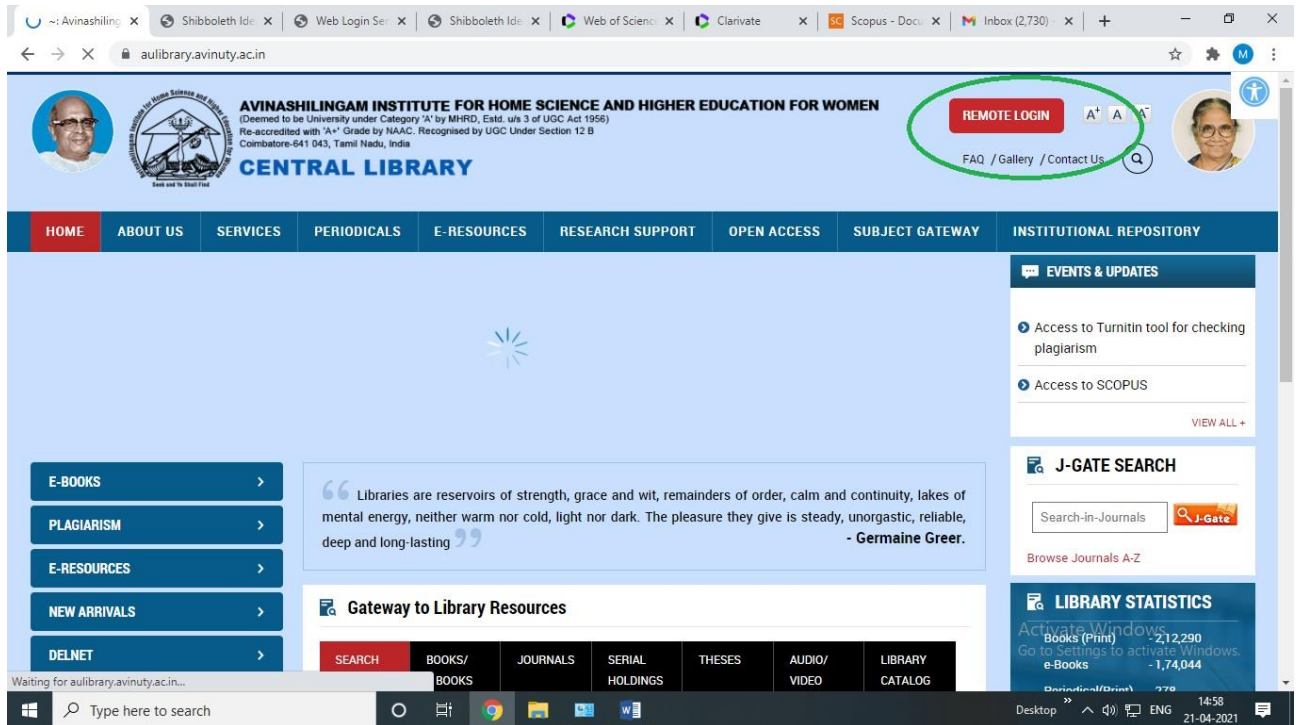 ~: Avinashiling
Shibboleth Ide
Web Login Ser
Shibboleth Ide
Web of Scienc
Clarivate
Scopus - Docu
Inbox (2,730) -
aulibrary.avinuty.ac.in
M
AVINASHILINGAM INSTITUTE FOR HOME SCIENCE AND HIGHER EDUCATION FOR WOMEN
(Deemed to be University under Category 'A' by MHRD, Estd. u/s 3 of UGC Act 1956)
Re-accredited with 'A+' Grade by NAAC. Recognised by UGC Under Section 12 B
Coimbatore-641 043, Tamil Nadu, India
CENTRAL LIBRARY
Seek and Ye Shall Find
REMOTE LOGIN
A+ A A-
FAQ / Gallery / Contact Us
HOME ABOUT US SERVICES PERIODICALS E-RESOURCES RESEARCH SUPPORT OPEN ACCESS SUBJECT GATEWAY INSTITUTIONAL REPOSITORY
EVENTS & UPDATES
Access to Turnitin tool for checking
plagiarism
Access to SCOPUS
VIEW ALL +
E-BOOKS
PLAGIARISM
E-RESOURCES
NEW ARRIVALS
DELNET
“ Libraries are reservoirs of strength, grace and wit, remainders of order, calm and continuity, lakes of
mental energy, neither warm nor cold, light nor dark. The pleasure they give is steady, unorgastic, reliable,
deep and long-lasting ”
- Germaine Greer.
Gateway to Library Resources
SEARCH
BOOKS/
BOOKS
JOURNALS
SERIAL
HOLDINGS
THESES
AUDIO/
VIDEO
LIBRARY
CATALOG
J-GATE SEARCH
Search-in-Journals
J-Gate
Browse Journals A-Z
LIBRARY STATISTICS
Books (Print) - 2,12,290
e-Books - 1,74,044
Periodical(Print) 278
Activate Windows
Go to Settings to activate Windows.
Waiting for aulibrary.avinuty.ac.in...
Type here to search
Desktop
ENG
14:58
21-04-2021